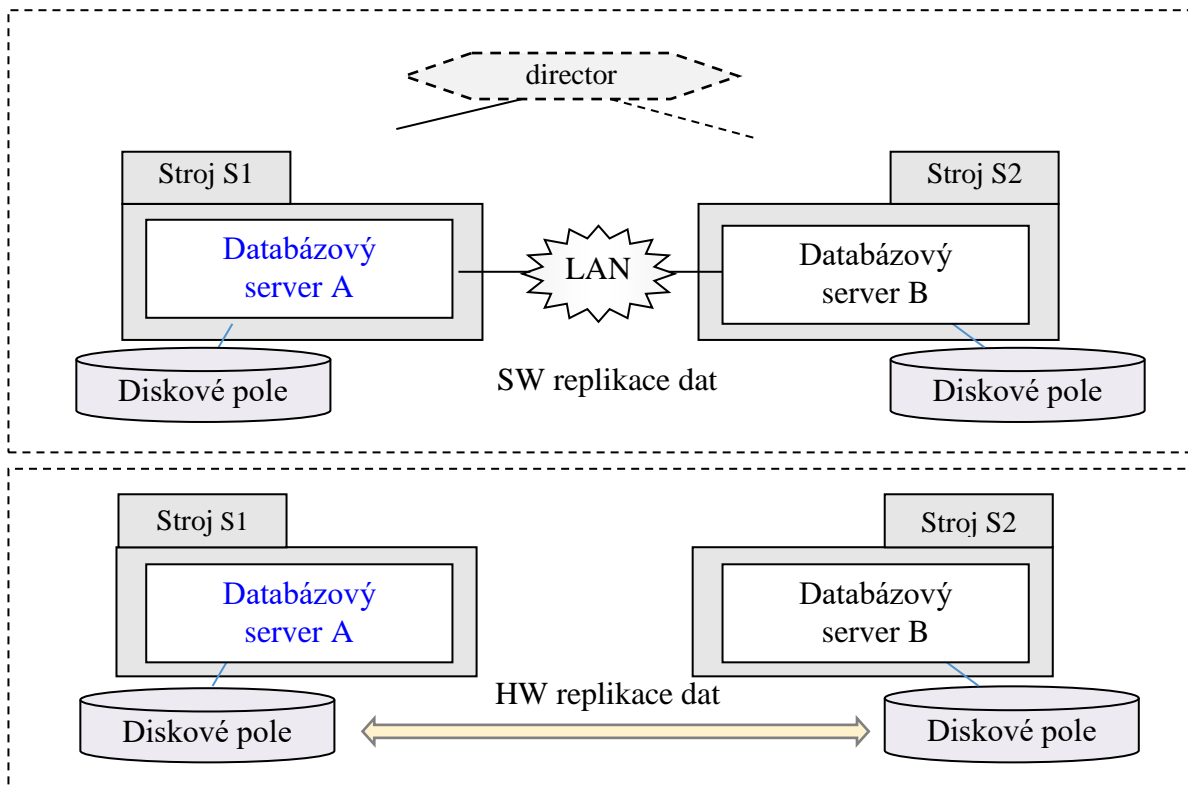 director
Stroj S1
Stroj S2
Databázový
server A
LAN
Databázový
server B
Diskové pole
SW replikace dat
Diskové pole
Stroj S1
Stroj S2
Databázový
server A
Databázový
server B
HW replikace dat
Diskové pole
Diskové pole